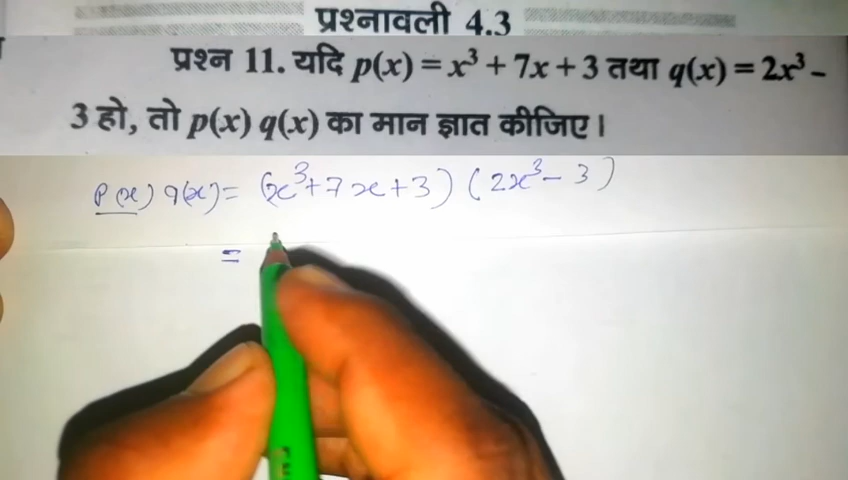 प्रश्नावली 4.3
प्रश्न 11. यदि p(x) = x³ + 7x + 3 तथा q(x) = 2x³ –
3 हो, तो p(x) q(x) का मान ज्ञात कीजिए।
P(x) q(x) = (x³+7x+3) (2x³-3)
=